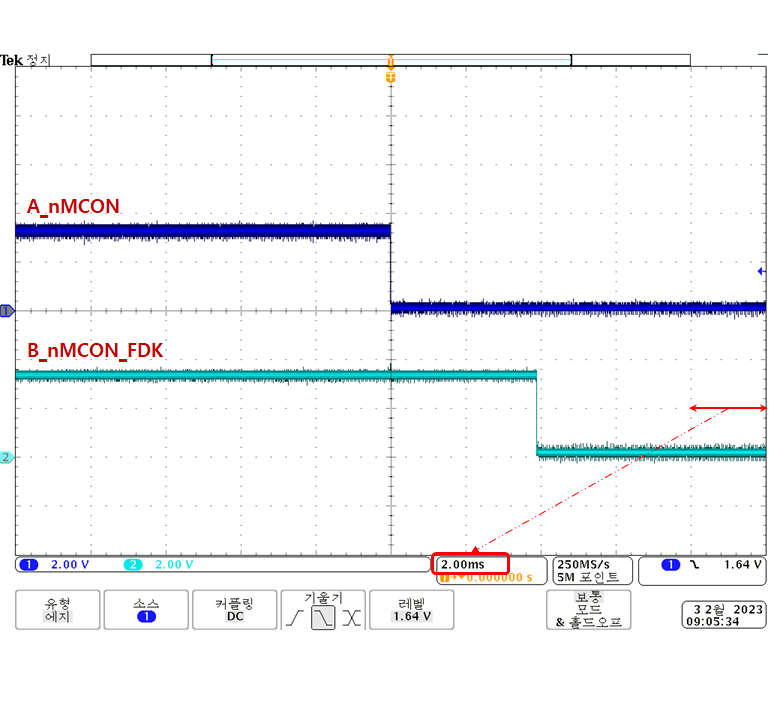 Tek 정지
T
A_nMCON
1
B_nMCON_FDK
2
1 2.00 V 2 2.00 V 2.00ms 250MS/s 1 1.64 V
0.000000 s 5M 포인트
유형 소스 커플링 기울기 레벨 보통
에지 1 DC 1.64 V 모드
& 홀드오프
3 2월 2023
09:05:34